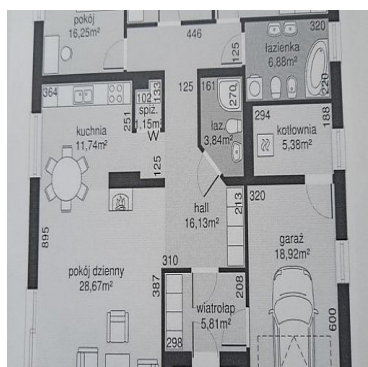 pokój
16,25m²
446
320
125
łazienka
6,88m²
220
364
102
133
125
161
270
spiż.
1,15m²
251
kuchnia
11,74m²
łaz.
3,84m²
294
188
kotłownia
5,38m²
125
895
hall
16,13m²
213
320
garaż
18,92m²
310
pokój dzienny
28,67m²
387
208
wiatrołap
5,81m²
298
600